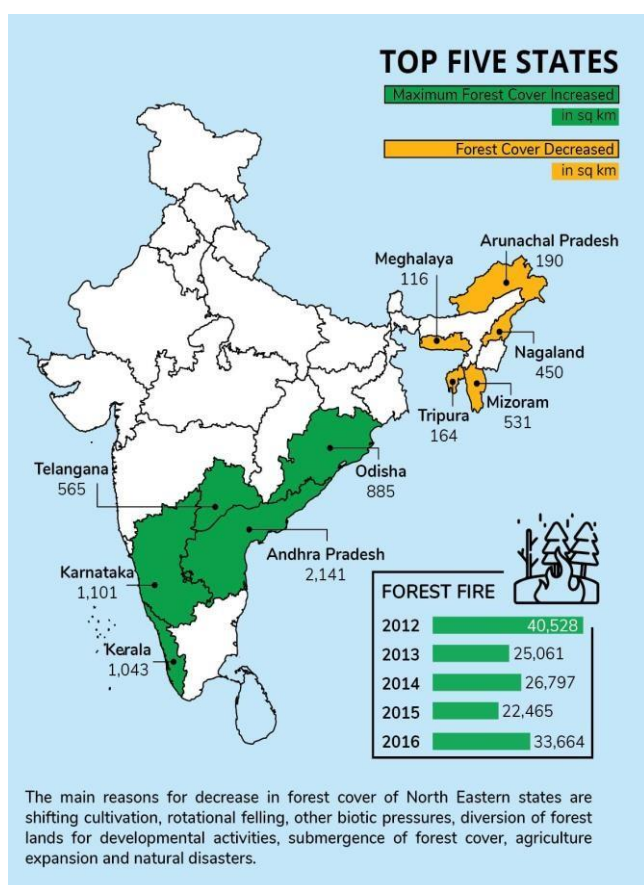 TOP FIVE STATES
Maximum Forest Cover Increased
in sq km
Forest Cover Decreased
in sq km
Arunachal Pradesh
190
Meghalaya
116
Nagaland
450
Mizoram
531
Tripura
164
Odisha
885
Telangana
565
Andhra Pradesh
2,141
Karnataka
1,101
Kerala
1,043
FOREST FIRE
2012 40,528
2013 25,061
2014 26,797
2015 22,465
2016 33,664
The main reasons for decrease in forest cover of North Eastern states are
shifting cultivation, rotational felling, other biotic pressures, diversion of forest
lands for developmental activities, submergence of forest cover, agriculture
expansion and natural disasters.